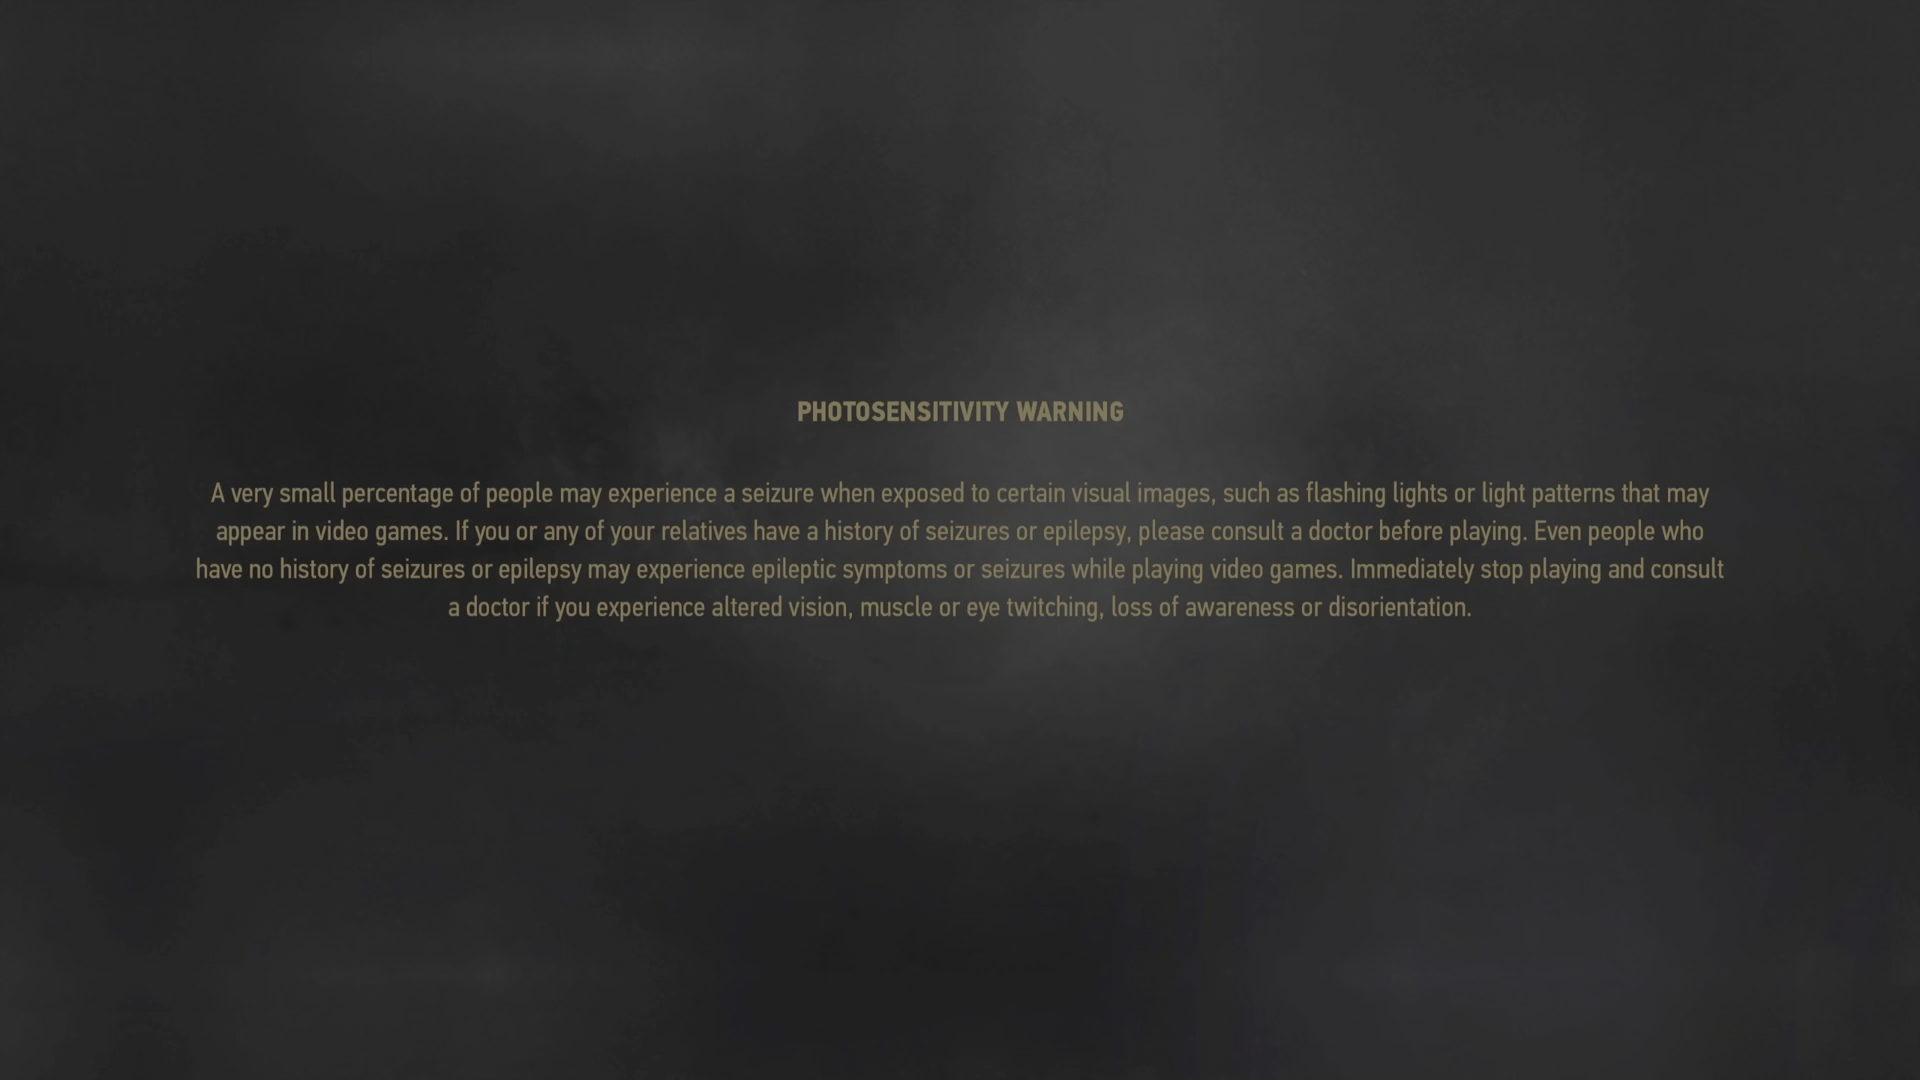 PHOTOSENSITIVITY WARNING
A very small percentage of people may experience a seizure when exposed to certain visual images, such as flashing lights or light patterns that may
appear in video games. If you or any of your relatives have a history of seizures or epilepsy, please consult a doctor before playing. Even people who
have no history of seizures or epilepsy may experience epileptic symptoms or seizures while playing video games. Immediately stop playing and consult
a doctor if you experience altered vision, muscle or eye twitching, loss of awareness or disorientation.